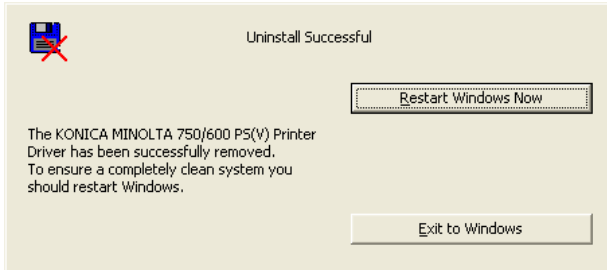 Uninstall Successful
Restart Windows Now
The KONICA MINOLTA 750/600 PS(V) Printer
Driver has been successfully removed.
To ensure a completely clean system you
should restart Windows.
Exit to Windows